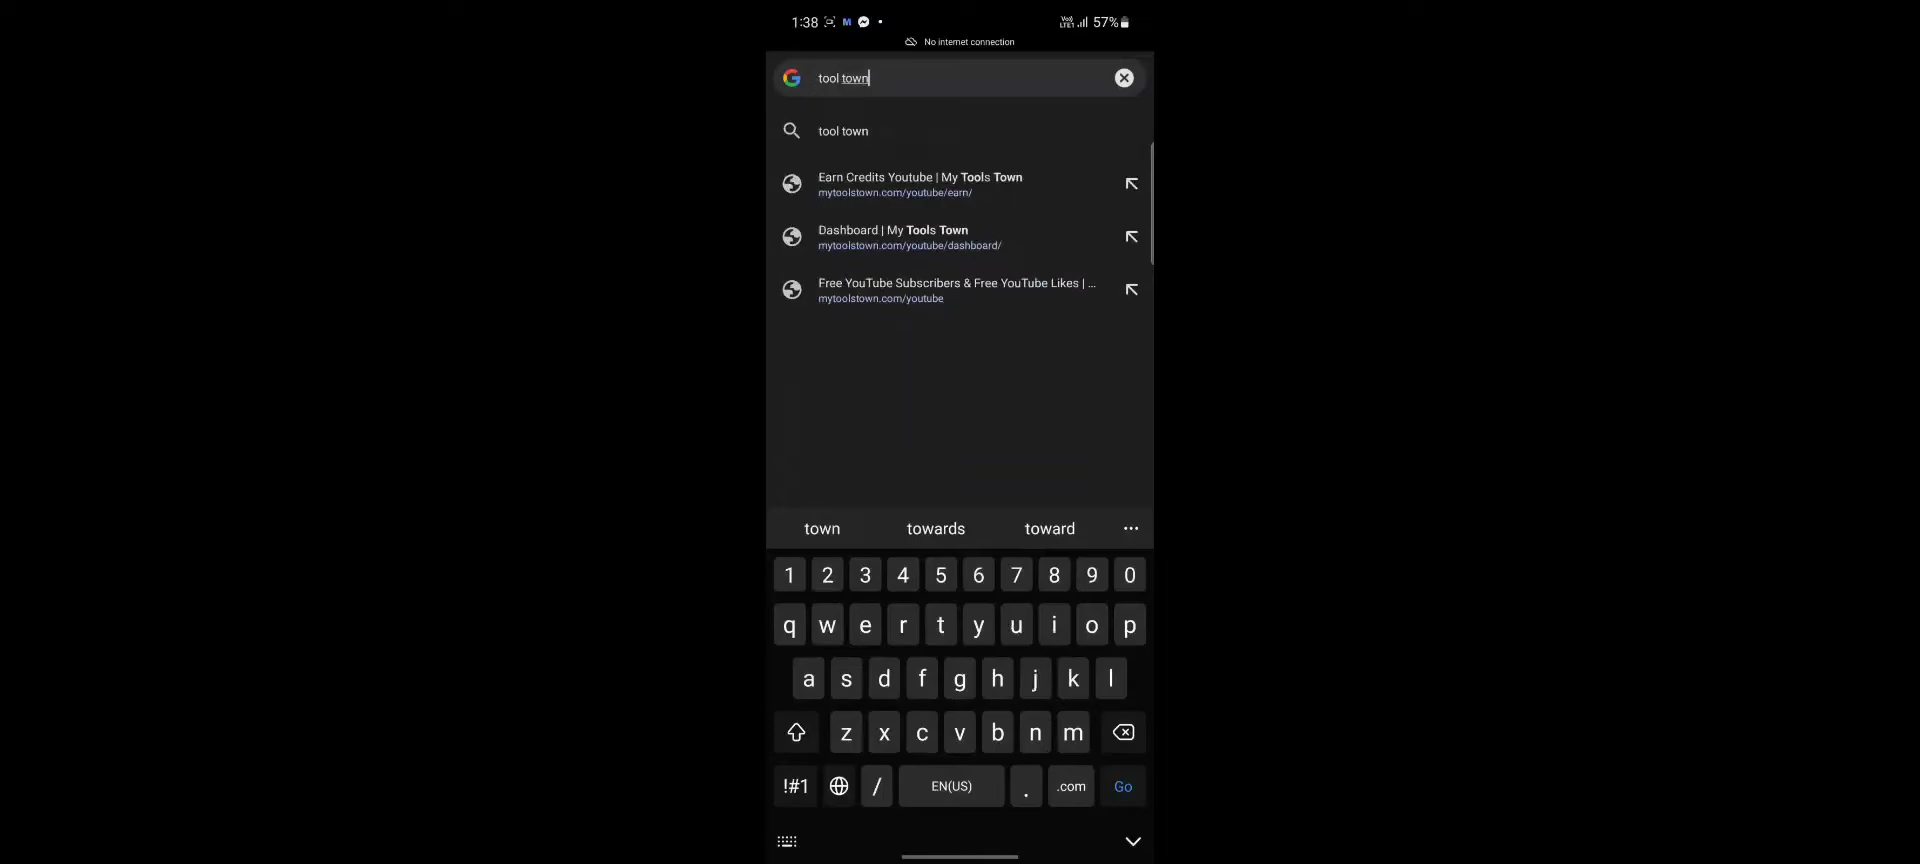 1:38 M 57%
Vo)) LTE1
No internet connection
G tool town
tool town
Earn Credits Youtube | My Tools Town
mytoolstown.com/youtube/earn/
Dashboard | My Tools Town
mytoolstown.com/youtube/dashboard/
Free YouTube Subscribers & Free YouTube Likes | ...
mytoolstown.com/youtube
town towards toward ...
1 2 3 4 5 6 7 8 9 0
q w e r t y u i o p
a s d f g h j k l
z x c v b n m
!#1 / EN(US) . .com Go